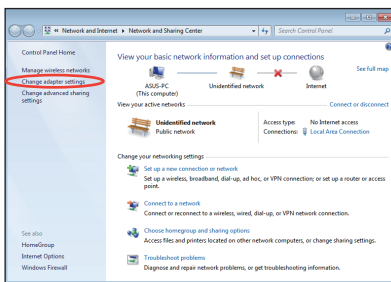 « Network and Internet ▸ Network and Sharing Center
Search Control Panel
Control Panel Home
Manage wireless networks
Change adapter settings
Change advanced sharing
settings
See also
HomeGroup
Internet Options
Windows Firewall
View your basic network information and set up connections
See full map
ASUS-PC
(This computer)
Unidentified network
Internet
View your active networks
Connect or disconnect
Unidentified network
Public network
Access type: No Internet access
Connections: Local Area Connection
Change your networking settings
Set up a new connection or network
Set up a wireless, broadband, dial-up, ad hoc, or VPN connection; or set up a router or access
point.
Connect to a network
Connect or reconnect to a wireless, wired, dial-up, or VPN network connection.
Choose homegroup and sharing options
Access files and printers located on other network computers, or change sharing settings.
Troubleshoot problems
Diagnose and repair network problems, or get troubleshooting information.